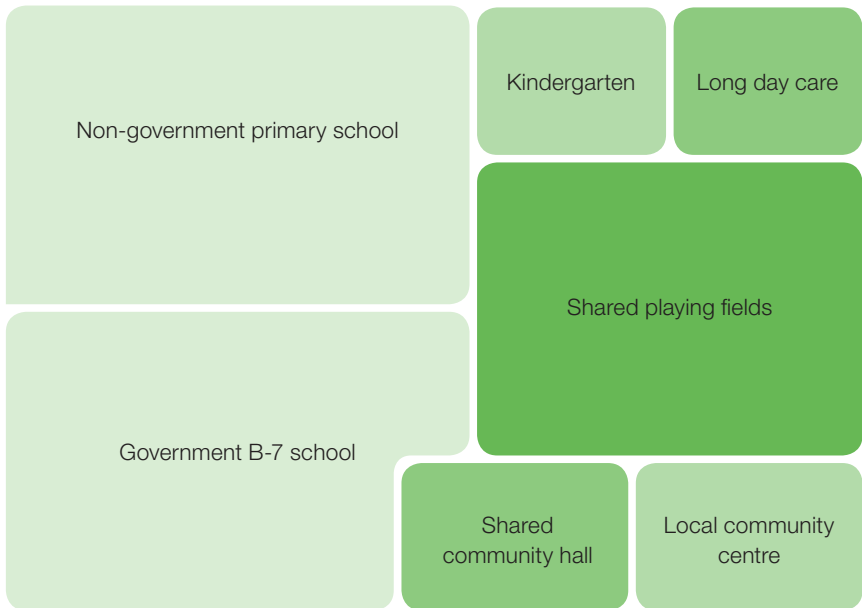 Kindergarten
Long day care
Non-government primary school
Shared playing fields
Government B-7 school
Shared
community hall
Local community
centre